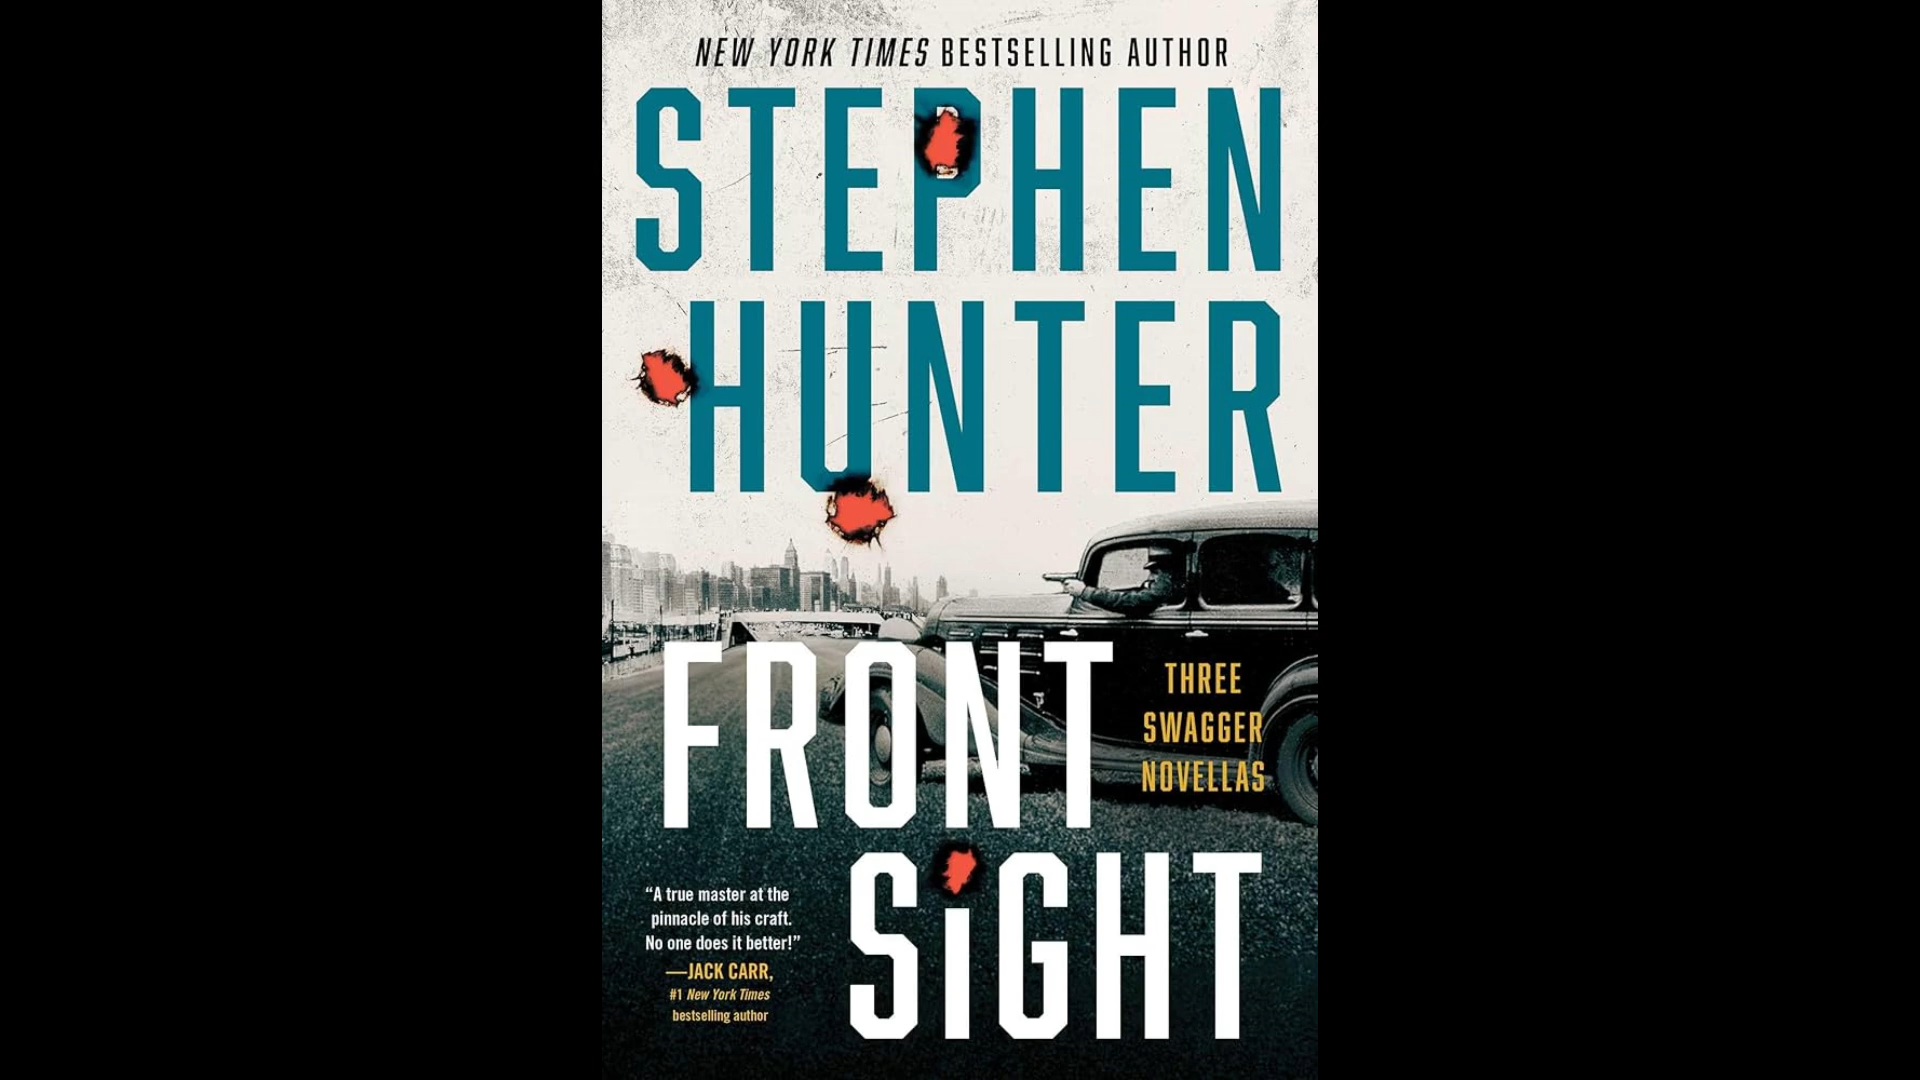 NEW YORK TIMES BESTSELLING AUTHOR
STEPHEN
HUNTER
FRONT
THREE
SWAGGER
NOVELLAS
SiGHT
“A true master at the
pinnacle of his craft.
No one does it better!”
—JACK CARR,
#1 New York Times
bestselling author